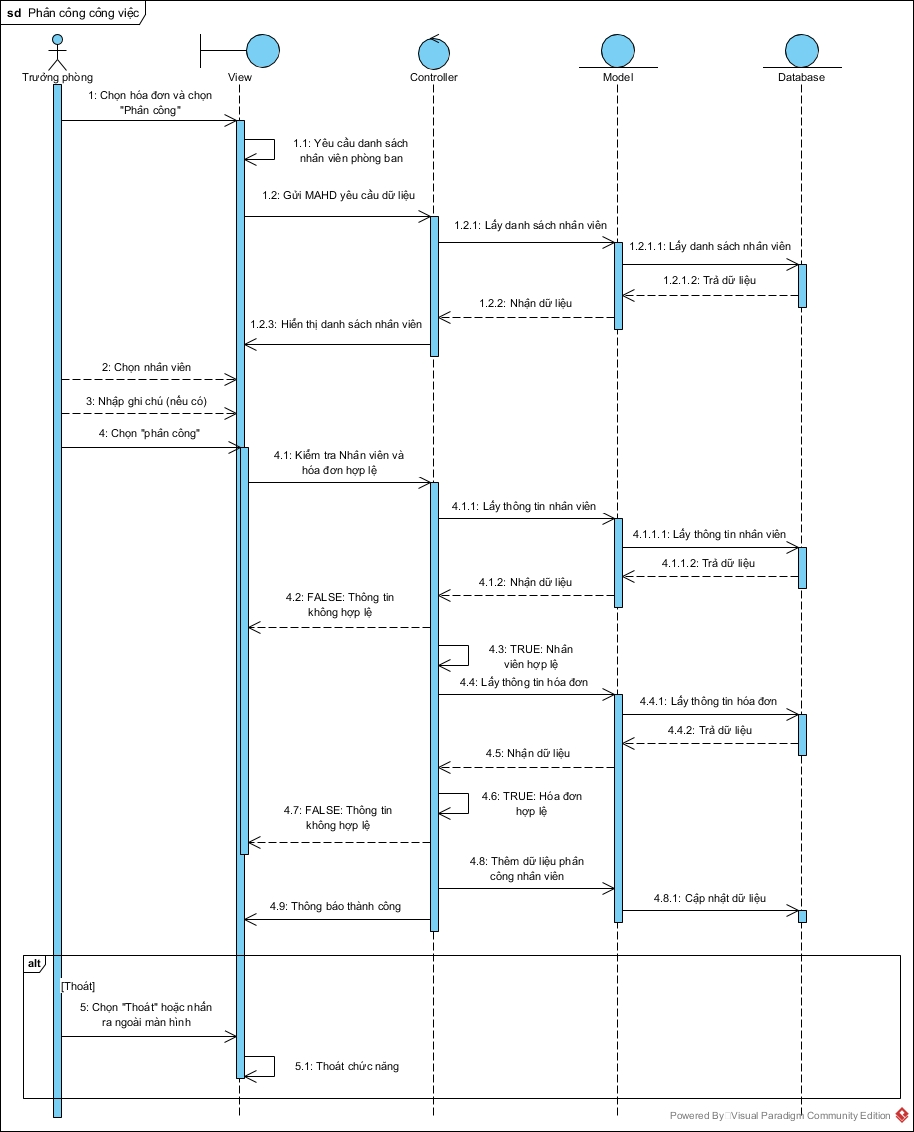 sd Phân công công việc
Trưởng phòng
View
Controller
Model
Database
1: Chọn hóa đơn và chọn
"Phân công"
1.1: Yêu cầu danh sách
nhân viên phòng ban
1.2: Gửi MAHD yêu cầu dữ liệu
1.2.1: Lấy danh sách nhân viên
1.2.1.1: Lấy danh sách nhân viên
1.2.1.2: Trả dữ liệu
1.2.2: Nhận dữ liệu
1.2.3: Hiển thị danh sách nhân viên
2: Chọn nhân viên
3: Nhập ghi chú (nếu có)
4: Chọn "phân công"
4.1: Kiểm tra Nhân viên và
hóa đơn hợp lệ
4.1.1: Lấy thông tin nhân viên
4.1.1.1: Lấy thông tin nhân viên
4.1.1.2: Trả dữ liệu
4.1.2: Nhận dữ liệu
4.2: FALSE: Thông tin
không hợp lệ
4.3: TRUE: Nhân
viên hợp lệ
4.4: Lấy thông tin hóa đơn
4.4.1: Lấy thông tin hóa đơn
4.4.2: Trả dữ liệu
4.5: Nhận dữ liệu
4.6: TRUE: Hóa đơn
hợp lệ
4.7: FALSE: Thông tin
không hợp lệ
4.8: Thêm dữ liệu phân
công nhân viên
4.8.1: Cập nhật dữ liệu
4.9: Thông báo thành công
alt
[Thoát]
5: Chọn "Thoát" hoặc nhấn
ra ngoài màn hình
5.1: Thoát chức năng
Powered By Visual Paradigm Community Edition